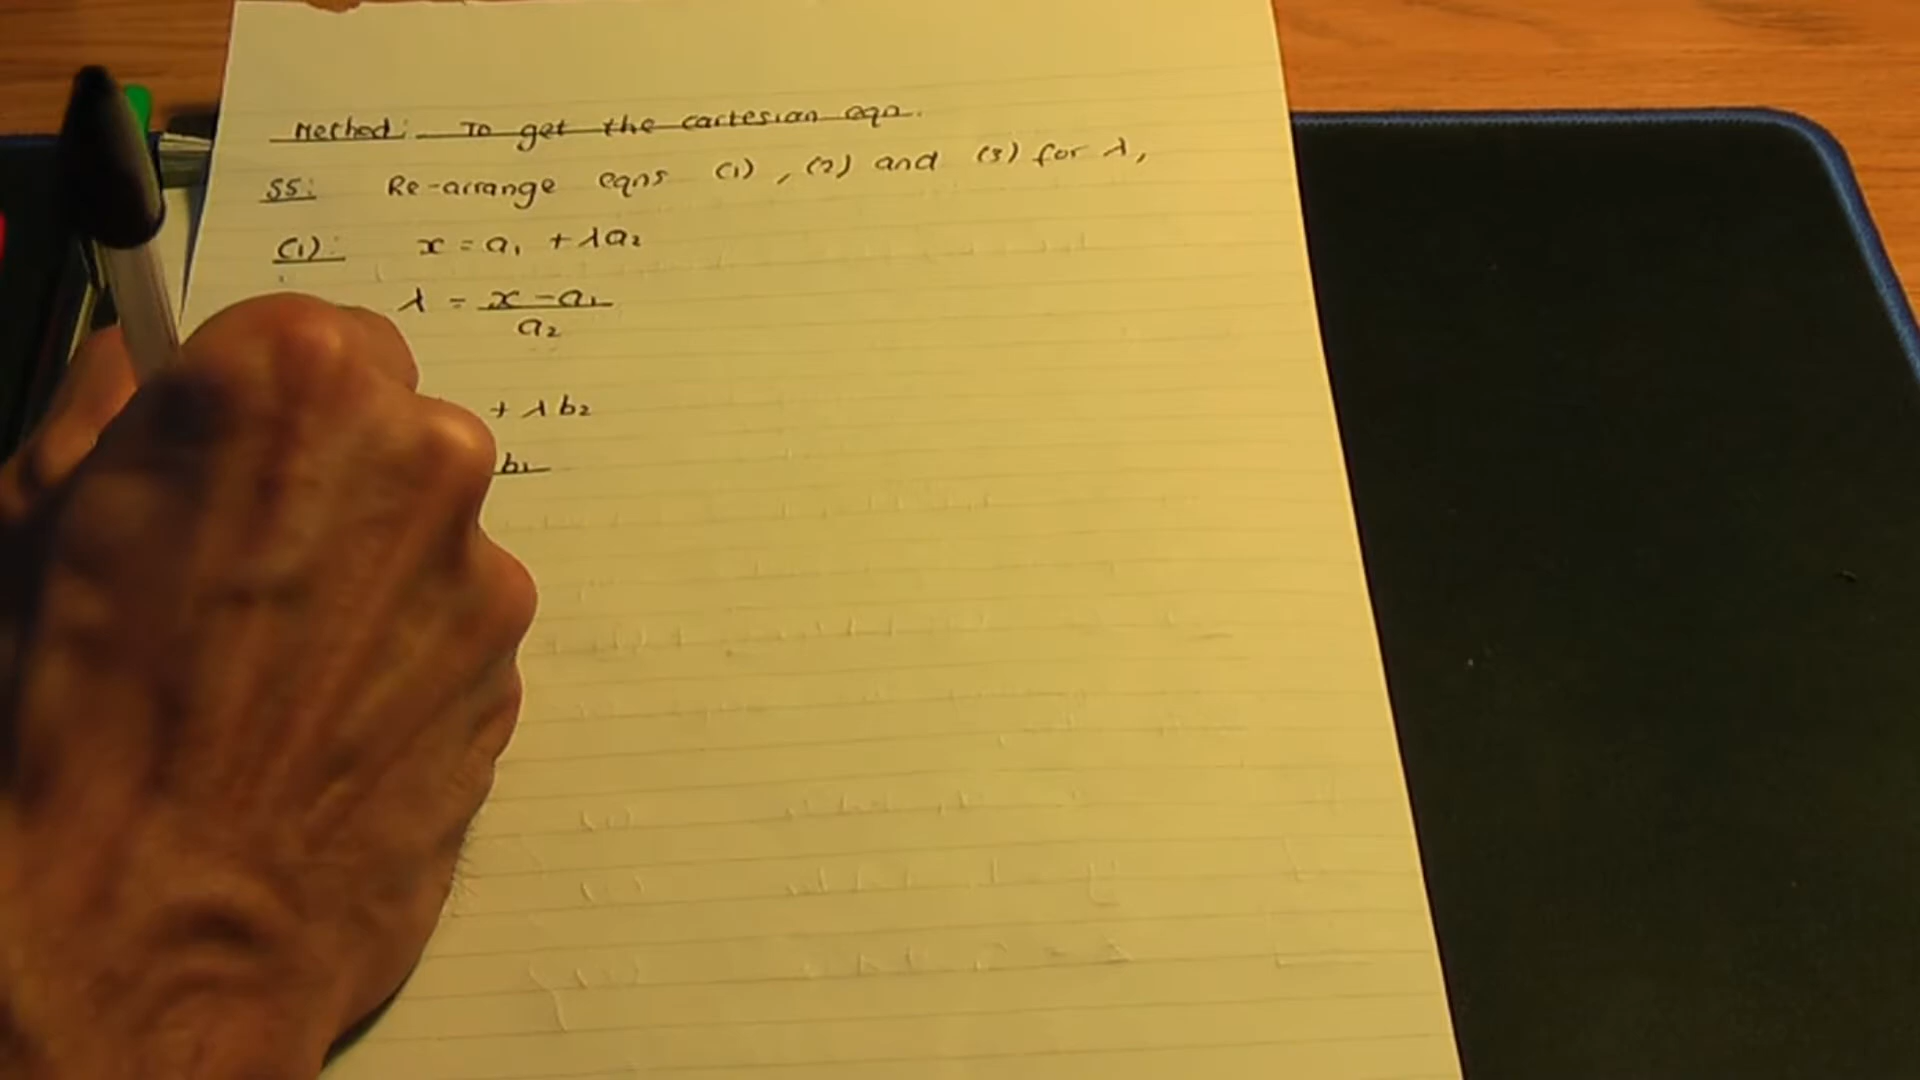 Method: To get the cartesian eqn.
S5: Re-arrange eqns (1), (2) and (3) for λ,
(1): x = a₁ + λa₂
λ = x - a₁
a₂
+ λb₂
b₁